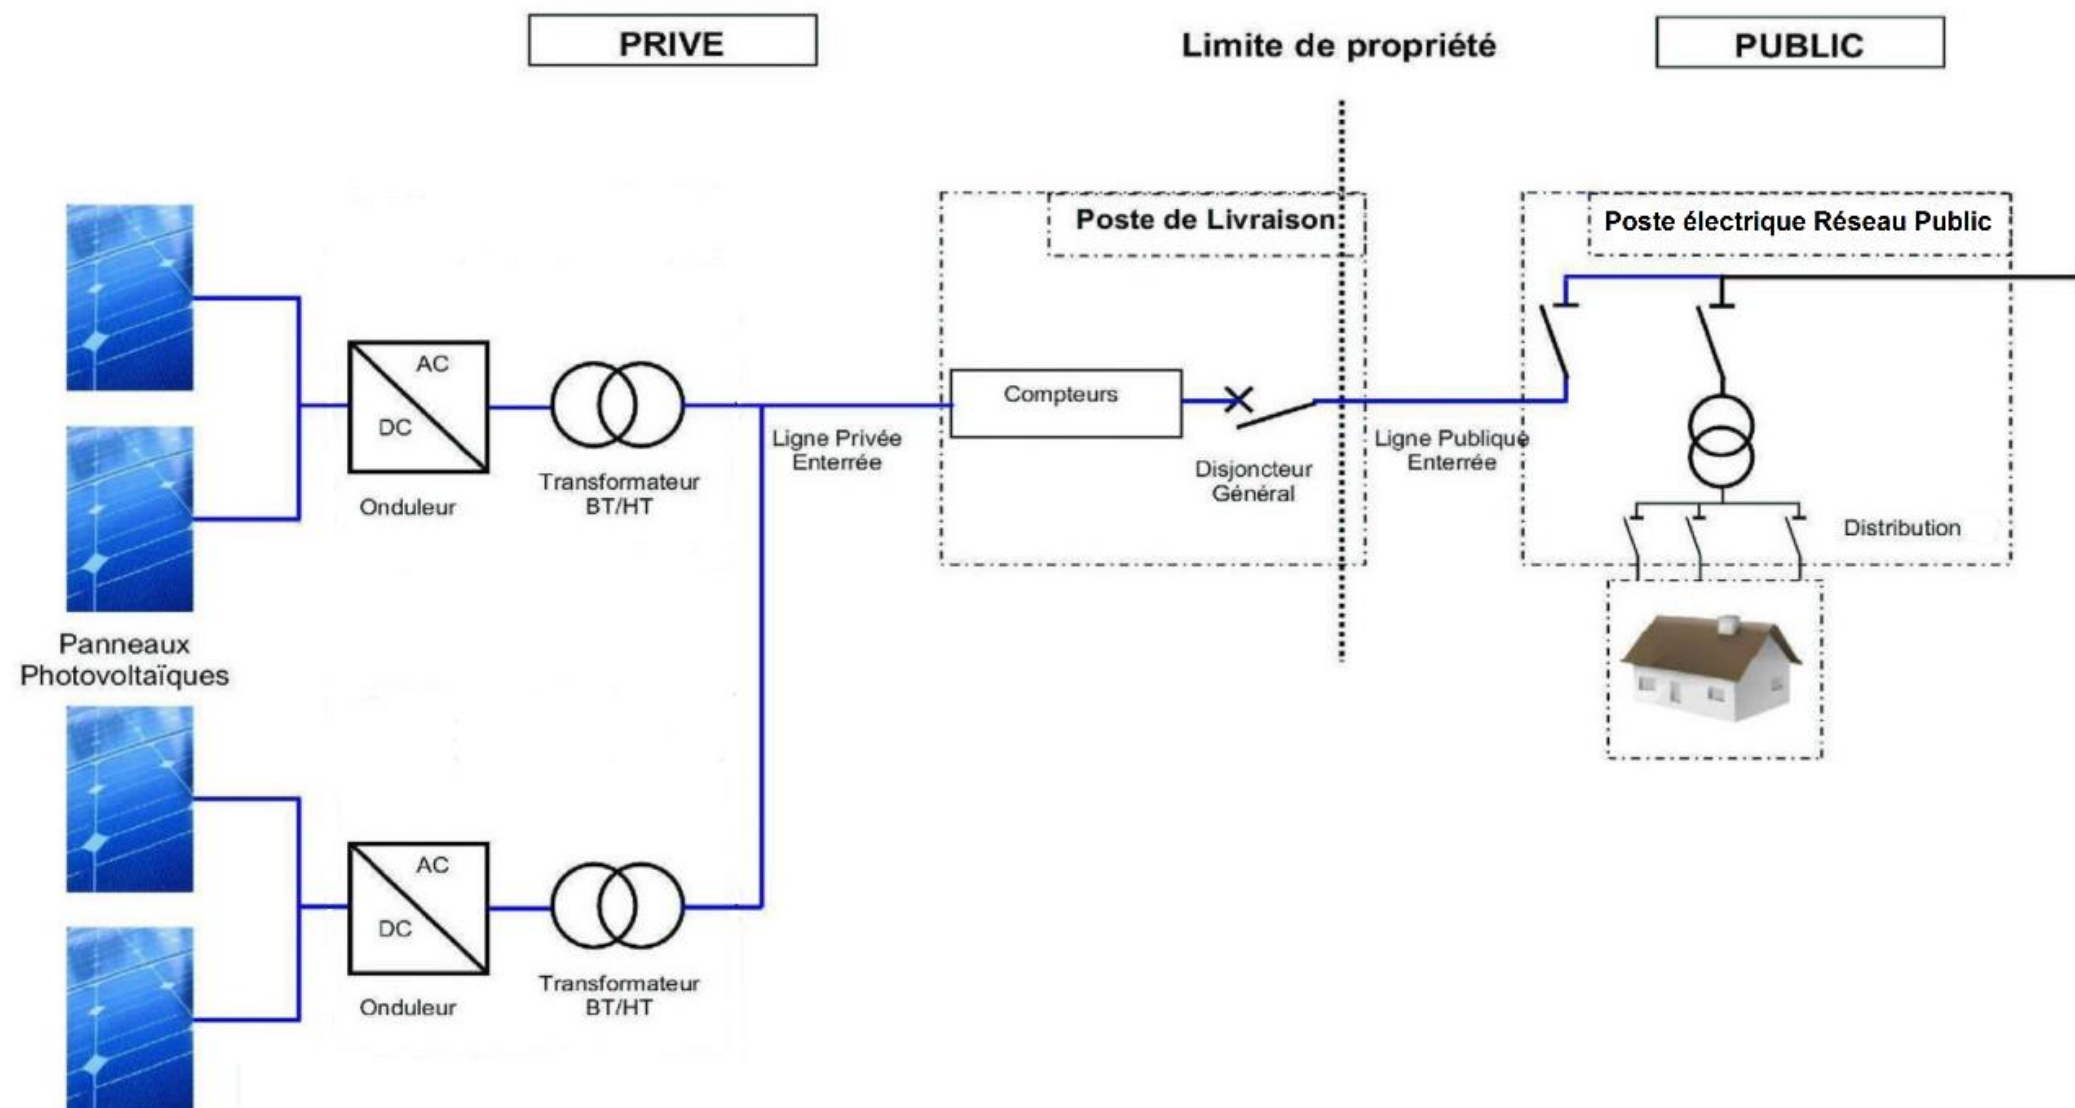 PRIVE
Limite de propriété
PUBLIC
Poste de Livraison
Poste électrique Réseau Public
AC
DC
Onduleur
Transformateur
BT/HT
Ligne Privée
Enterrée
Compteurs
Disjoncteur
Général
Ligne Publique
Enterrée
Distribution
Panneaux
Photovoltaïques
AC
DC
Onduleur
Transformateur
BT/HT